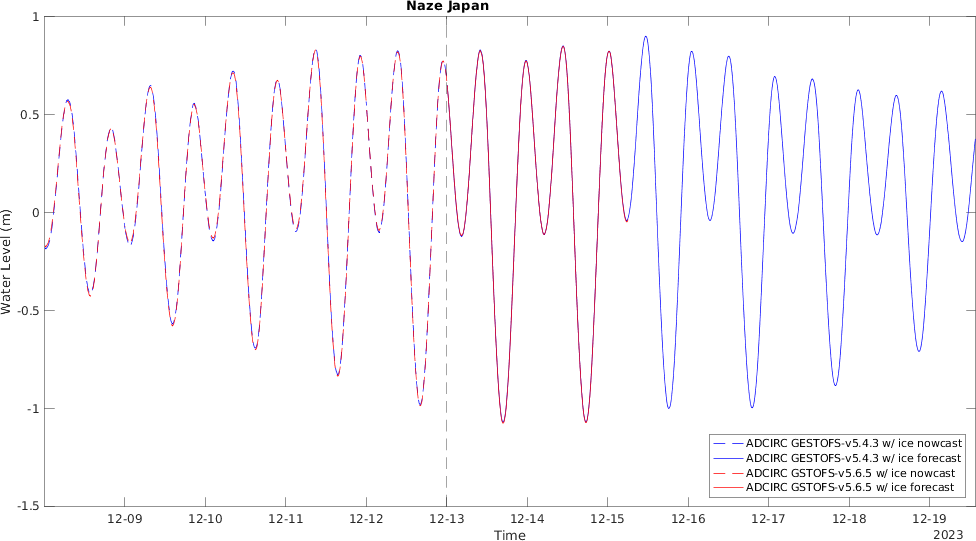 Naze Japan
1
0.5
0
-0.5
-1
-1.5
Water Level (m)
ADCIRC GESTOFS-v5.4.3 w/ ice nowcast
ADCIRC GESTOFS-v5.4.3 w/ ice forecast
ADCIRC GSTOFS-v5.6.5 w/ ice nowcast
ADCIRC GSTOFS-v5.6.5 w/ ice forecast
12-09 12-10 12-11 12-12 12-13 12-14 12-15 12-16 12-17 12-18 12-19
Time
2023